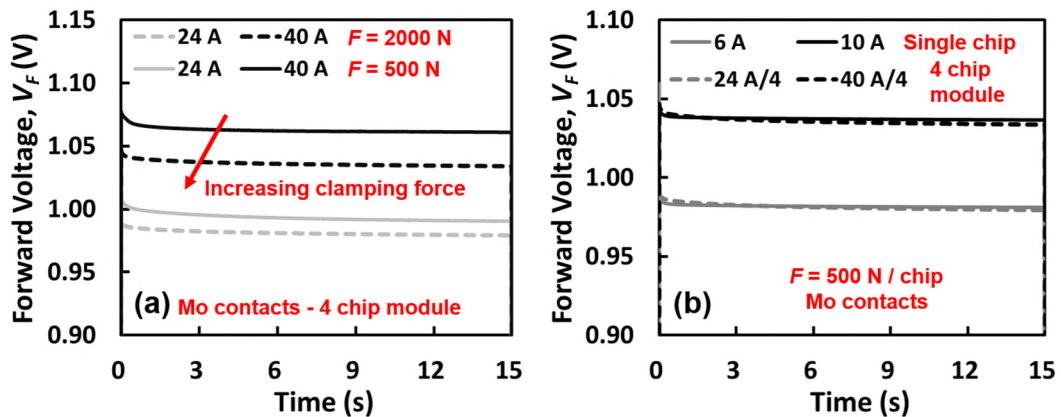 Forward Voltage, V_F (V)
1.15
1.10
1.05
1.00
0.95
0.90
24 A 40 A F = 2000 N
24 A 40 A F = 500 N
Increasing clamping force
(a) Mo contacts - 4 chip module
0 3 6 9 12 15
Time (s)
Forward Voltage, V_F (V)
1.10
1.05
1.00
0.95
0.90
6 A 10 A Single chip
24 A/4 40 A/4 4 chip
module
F = 500 N / chip
(b) Mo contacts
0 3 6 9 12 15
Time (s)